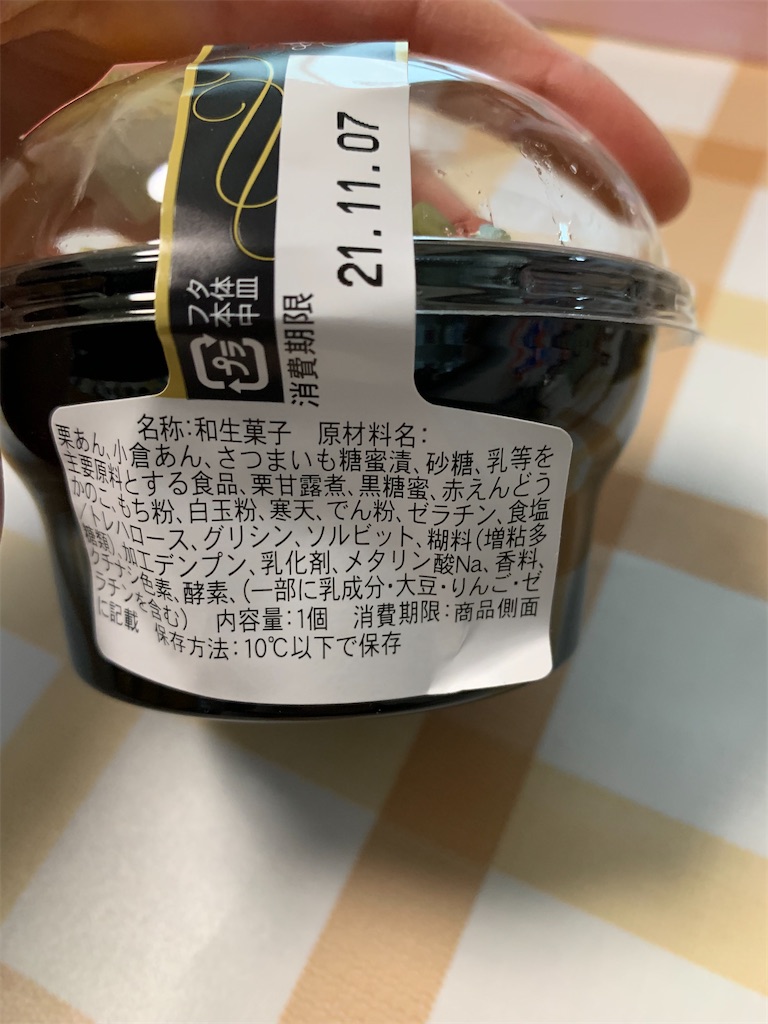 21.11.07
消費期限
フタ
本体
中皿
プラ
名称:和生菓子 原材料名:
栗あん、小倉あん、さつまいも糖蜜漬、砂糖、乳等を
主要原料とする食品、栗甘露煮、黒糖蜜、赤えんどう
かのこ、もち粉、白玉粉、寒天、でん粉、ゼラチン、食塩
/トレハロース、グリシン、ソルビット、糊料(増粘多
糖類)、加工デンプン、乳化剤、メタリン酸Na、香料、
クチナシ色素、酵素、(一部に乳成分・大豆・りんご・ゼ
ラチンを含む) 内容量:1個 消費期限:商品側面
に記載 保存方法:10℃以下で保存